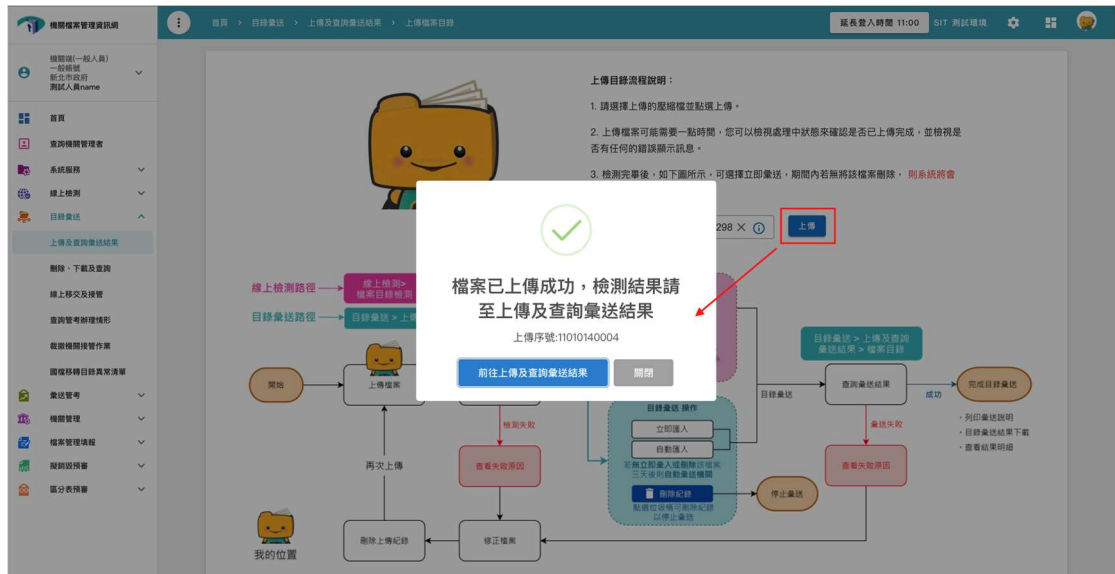 機關檔案管理資訊網
首頁 > 目錄彙送 > 上傳及查詢彙送結果 > 上傳檔案目錄
延長登入時間 11:00
SIT 測試環境
機關端(一般人員)
一般帳號
新北市政府
測試人員name
首頁
查詢機關管理者
系統服務
線上檢測
目錄彙送
上傳及查詢彙送結果
刪除、下載及查詢
線上移交及接管
查詢管考辦理情形
裁撤機關接管作業
國檔移轉目錄異常清單
彙送管考
機關管理
檔案管理填報
擬銷毀預審
區分表預審
上傳目錄流程說明：
1. 請選擇上傳的壓縮檔並點選上傳。
2. 上傳檔案可能需要一點時間，您可以檢視處理中狀態來確認是否已上傳完成，並檢視是
否有任何的錯誤顯示訊息。
3. 檢測完畢後，如下圖所示，可選擇立即彙送，期間內若無將該檔案刪除， 則系統將會
298
上傳
檔案已上傳成功，檢測結果請
至上傳及查詢彙送結果
上傳序號:11010140004
前往上傳及查詢彙送結果
關閉
線上檢測路徑
線上檢測>
檔案目錄檢測
目錄彙送路徑
目錄彙送 > 上傳
目錄彙送 > 上傳及查詢
彙送結果 > 檔案目錄
開始
上傳檔案
目錄彙送
查詢彙送結果
成功
完成目錄彙送
・列印彙送說明
・目錄彙送結果下載
・查看結果明細
檢測失敗
目錄彙送 操作
立即匯入
自動匯入
若無立即彙入或刪除該檔案
三天後則自動彙送機關
刪除紀錄
點選垃圾桶可刪除紀錄
以停止彙送
停止彙送
彙送失敗
查看失敗原因
再次上傳
查看失敗原因
我的位置
刪除上傳紀錄
修正檔案